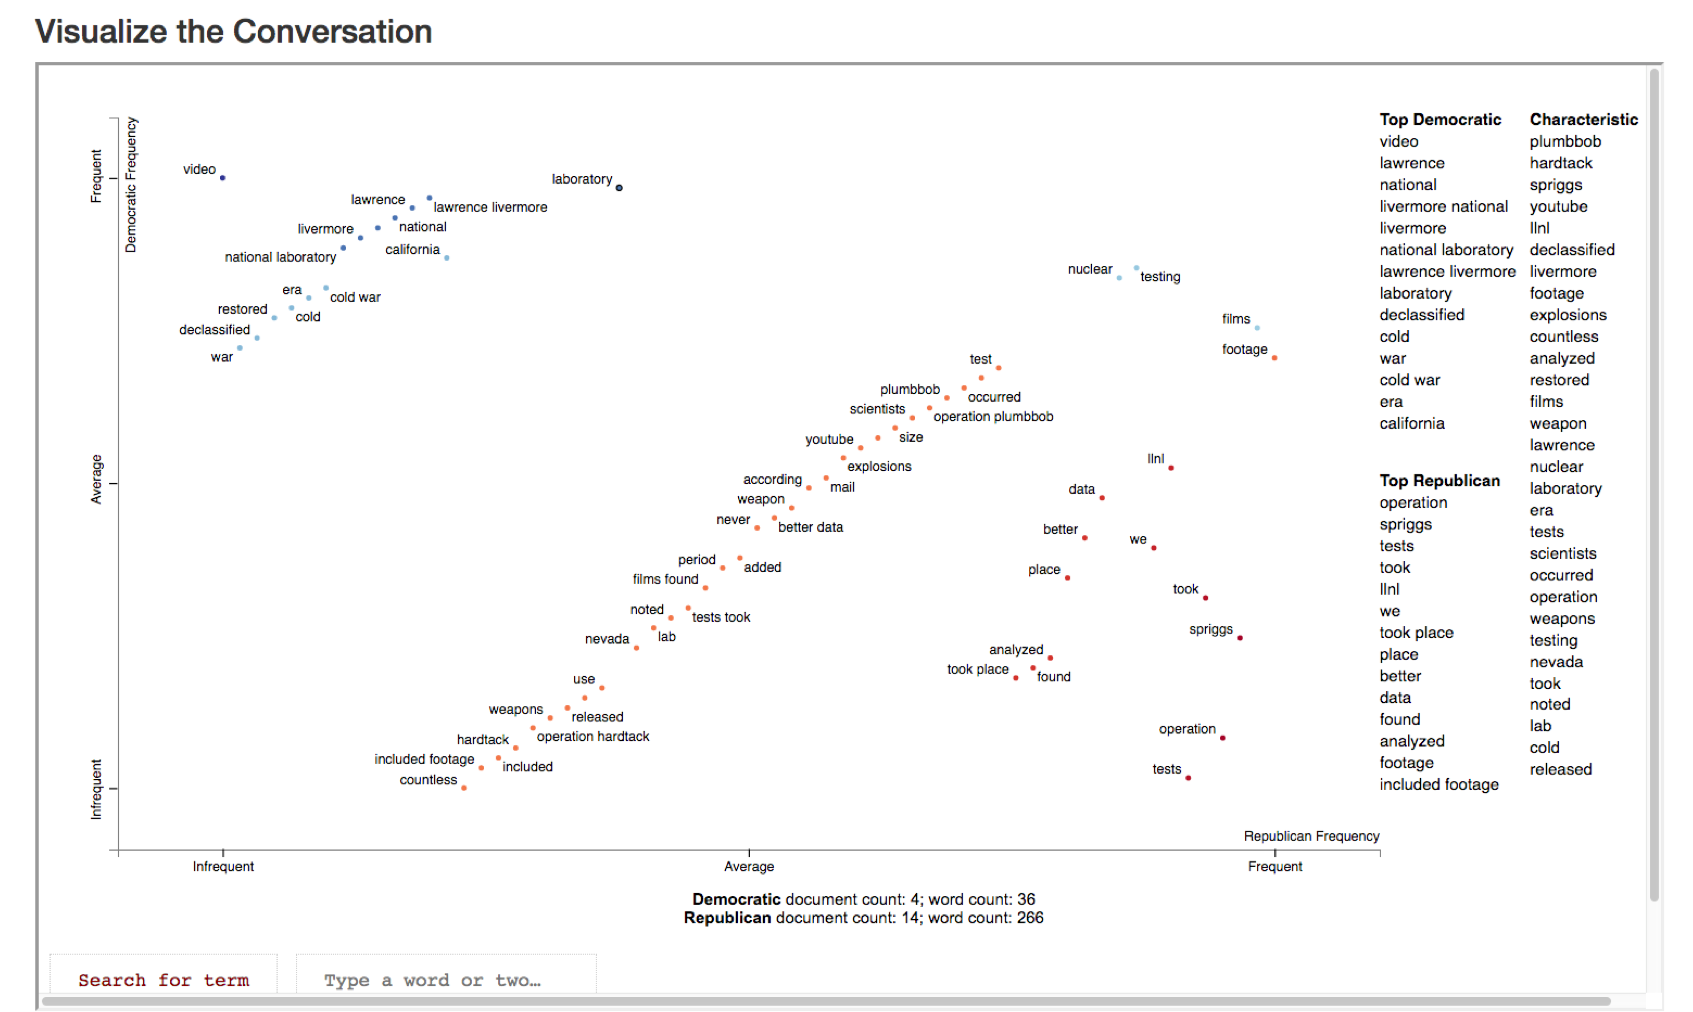 Visualize the Conversation
Frequent
Average
Infrequent
Democratic Frequency
video
laboratory
lawrence
lawrence livermore
national
livermore
california
national laboratory
nuclear
testing
era
cold war
restored
cold
declassified
war
films
footage
test
plumbbob
occurred
scientists
operation plumbbob
youtube
size
explosions
llnl
according
mail
data
weapon
never
better data
better
we
period
added
place
films found
took
noted
tests took
spriggs
nevada
lab
analyzed
took place
found
use
weapons
released
operation
hardtack
operation hardtack
included footage
included
tests
countless
Republican Frequency
Infrequent
Average
Frequent
Democratic document count: 4; word count: 36
Republican document count: 14; word count: 266
Top Democratic
video
lawrence
national
livermore national
livermore
national laboratory
lawrence livermore
laboratory
declassified
cold
war
cold war
era
california
Top Republican
operation
spriggs
tests
took
llnl
we
took place
place
better
data
found
analyzed
footage
included footage
Characteristic
plumbbob
hardtack
spriggs
youtube
llnl
declassified
livermore
footage
explosions
countless
analyzed
restored
films
weapon
lawrence
nuclear
laboratory
era
tests
scientists
occurred
operation
weapons
testing
nevada
took
noted
lab
cold
released
Search for term
Type a word or two…